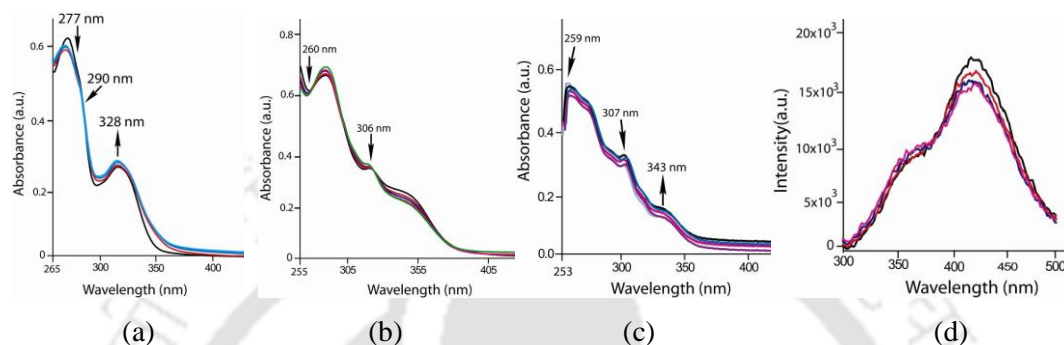 277 nm
290 nm
328 nm
Absorbance (a.u.)
0.6
0.4
0.2
0
265 300 350 400
Wavelength (nm)
(a)
260 nm
306 nm
Absorbance (a.u.)
0.8
0.6
0.4
0.2
0
255 305 355 405
Wavelength (nm)
(b)
259 nm
307 nm
343 nm
Absorbance (a.u.)
0.6
0.4
0.2
0.0
253 300 350 400
Wavelength (nm)
(c)
Intensity(a.u.)
20x10³
15x10³
10x10³
5x10³
0
300 350 400 450 500
Wavelength (nm)
(d)